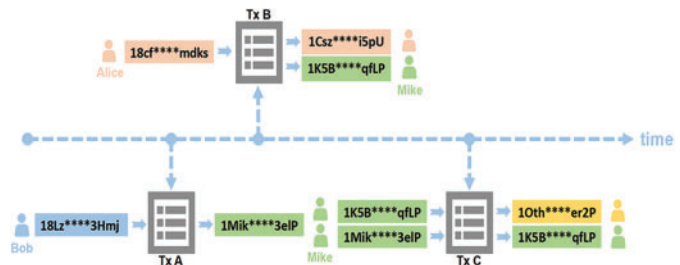 Tx B
18cf****mdks
1Csz****i5pU
Alice
1K5B****qfLP
Mike
time
18Lz****3Hmj
1Mik****3elP
1K5B****qfLP
1Oth****er2P
1Mik****3elP
1K5B****qfLP
Bob
Tx A
Mike
Tx C